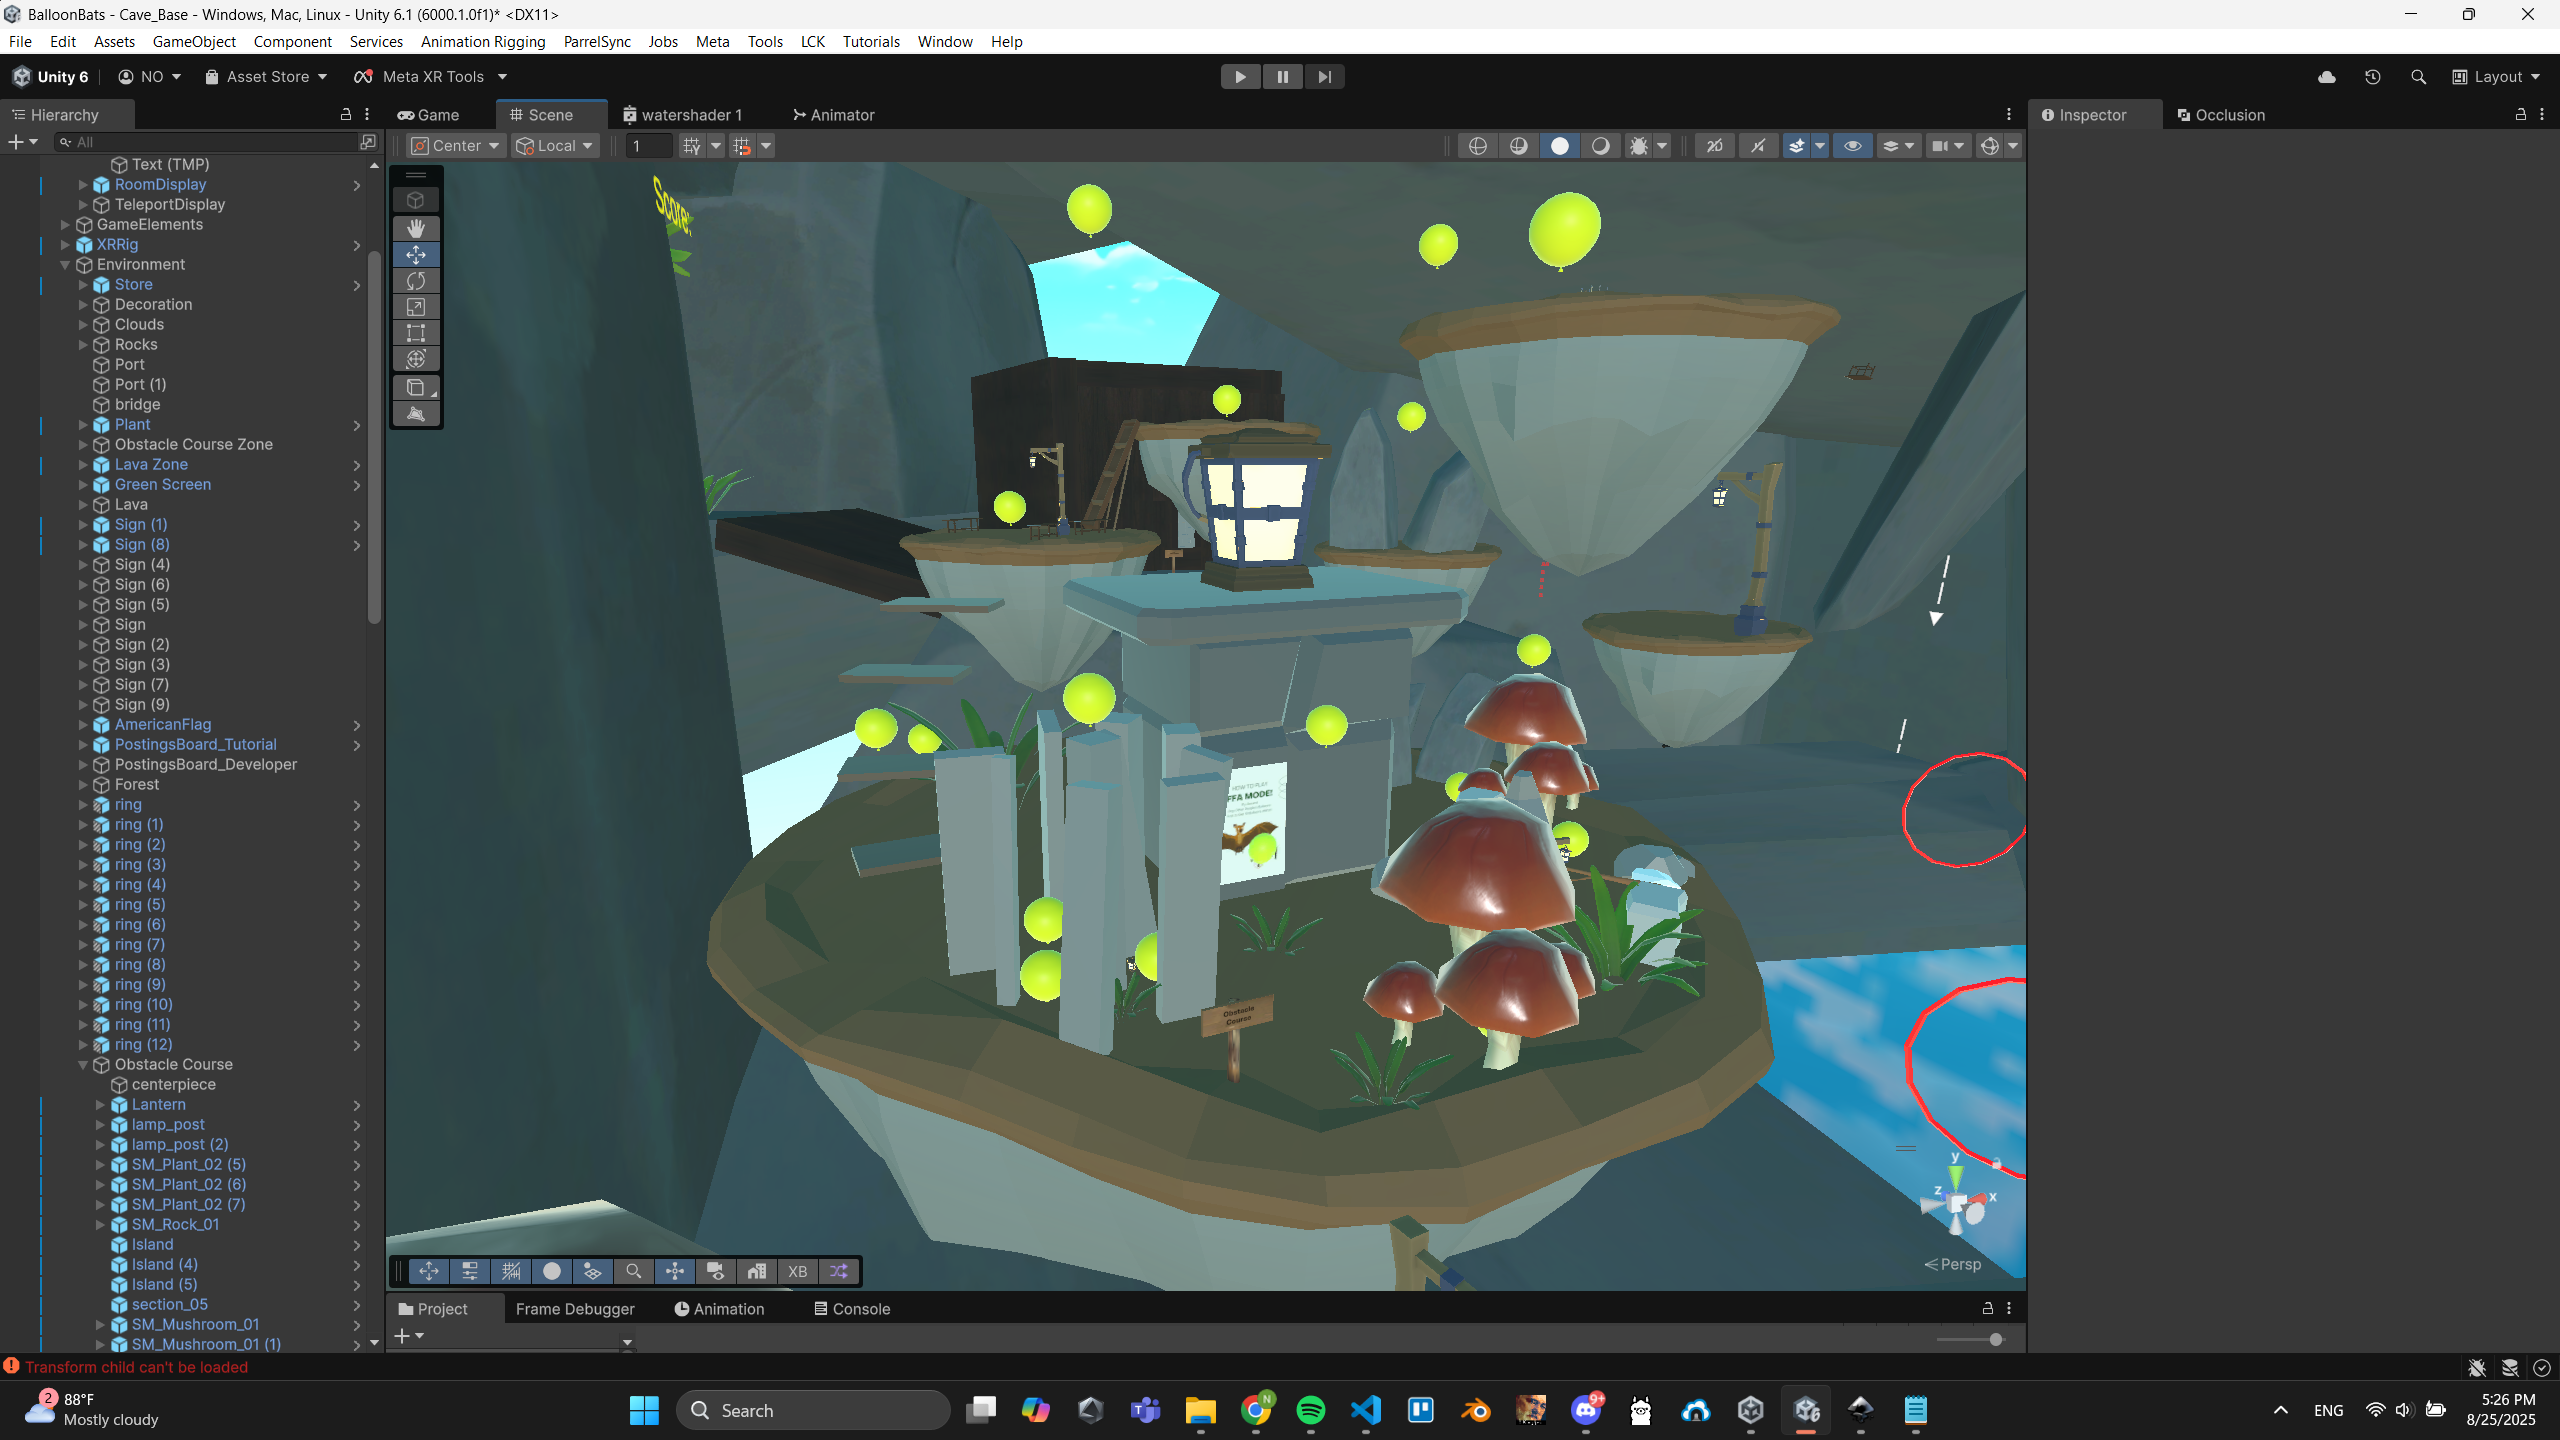 BalloonBats - Cave_Base - Windows, Mac, Linux - Unity 6.1 (6000.1.0f1)* <DX11>
File Edit Assets GameObject Component Services Animation Rigging ParrelSync Jobs Meta Tools LCK Tutorials Window Help
Unity 6 NO Asset Store Meta XR Tools Layout
Hierarchy Game Scene watershader 1 Animator Inspector Occlusion
All Center Local 1 2D
Text (TMP)
RoomDisplay
TeleportDisplay
GameElements
XRRig
Environment
Store
Decoration
Clouds
Rocks
Port
Port (1)
bridge
Plant
Obstacle Course Zone
Lava Zone
Green Screen
Lava
Sign (1)
Sign (8)
Sign (4)
Sign (6)
Sign (5)
Sign
Sign (2)
Sign (3)
Sign (7)
Sign (9)
AmericanFlag
PostingsBoard_Tutorial
PostingsBoard_Developer
Forest
ring
ring (1)
ring (2)
ring (3)
ring (4)
ring (5)
ring (6)
ring (7)
ring (8)
ring (9)
ring (10)
ring (11)
ring (12)
Obstacle Course
centerpiece
Lantern
lamp_post
lamp_post (2)
SM_Plant_02 (5)
SM_Plant_02 (6)
SM_Plant_02 (7)
SM_Rock_01
Island
Island (4)
Island (5)
section_05
SM_Mushroom_01
SM_Mushroom_01 (1)
Score:
HOW TO PLAY
FFA MODE!
Obstacle
Course
y
z x
Persp
XB
Project Frame Debugger Animation Console
Transform child can't be loaded
2 88°F
Mostly cloudy
Search
N
9+
ENG
5:26 PM
8/25/2025